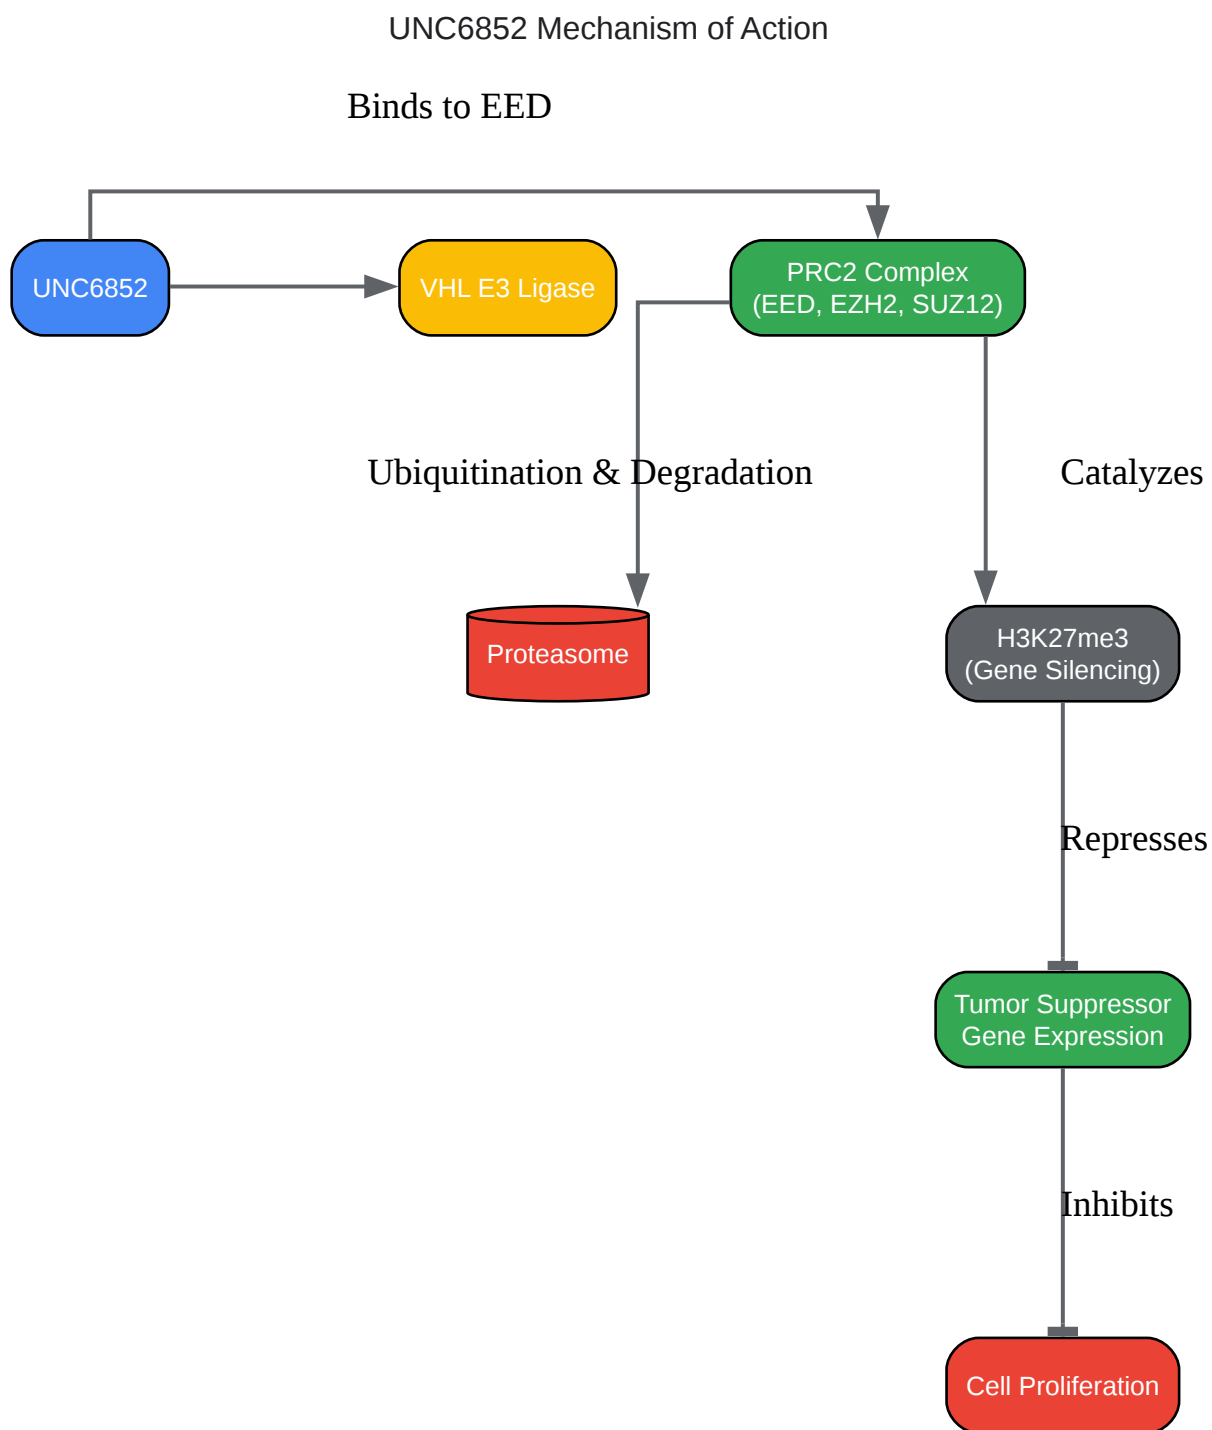 UNC6852 Mechanism of Action
Binds to EED
UNC6852
VHL E3 Ligase
PRC2 Complex
(EED, EZH2, SUZ12)
Ubiquitination & Degradation
Catalyzes
Proteasome
H3K27me3
(Gene Silencing)
Represses
Tumor Suppressor
Gene Expression
Inhibits
Cell Proliferation